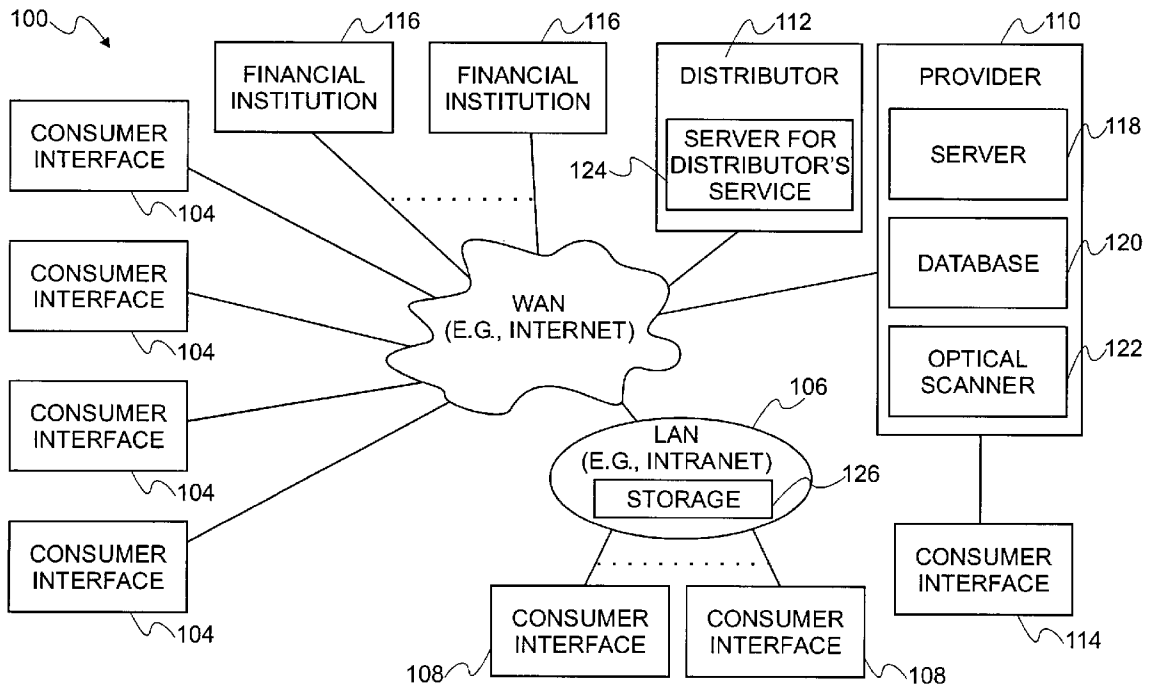 100
116
116
112
110
FINANCIAL
INSTITUTION
FINANCIAL
INSTITUTION
DISTRIBUTOR
SERVER FOR
DISTRIBUTOR'S
SERVICE
124
PROVIDER
SERVER
118
DATABASE
120
OPTICAL
SCANNER
122
CONSUMER
INTERFACE
104
CONSUMER
INTERFACE
104
CONSUMER
INTERFACE
104
CONSUMER
INTERFACE
104
WAN
(E.G., INTERNET)
106
LAN
(E.G., INTRANET)
STORAGE
126
CONSUMER
INTERFACE
108
CONSUMER
INTERFACE
108
CONSUMER
INTERFACE
114